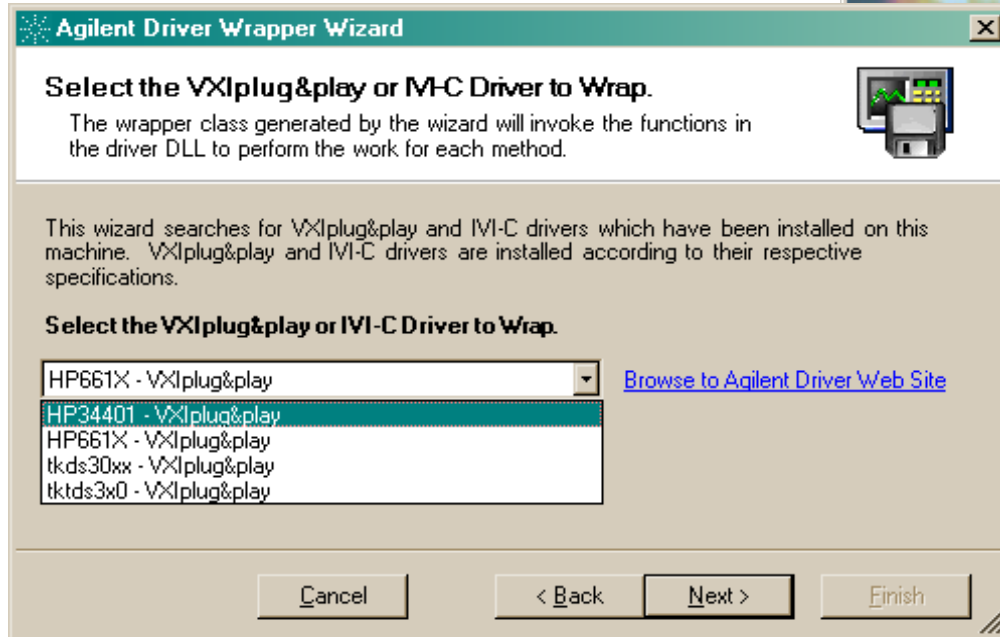 Agilent Driver Wrapper Wizard
Select the VXIplug&play or IVI-C Driver to Wrap.
The wrapper class generated by the wizard will invoke the functions in
the driver DLL to perform the work for each method.
This wizard searches for VXIplug&play and IVI-C drivers which have been installed on this
machine. VXIplug&play and IVI-C drivers are installed according to their respective
specifications.
Select the VXIplug&play or IVI-C Driver to Wrap.
HP661X - VXIplug&play
Browse to Agilent Driver Web Site
HP34401 - VXIplug&play
HP661X - VXIplug&play
tkds30xx - VXIplug&play
tktds3x0 - VXIplug&play
Cancel
< Back
Next >
Finish